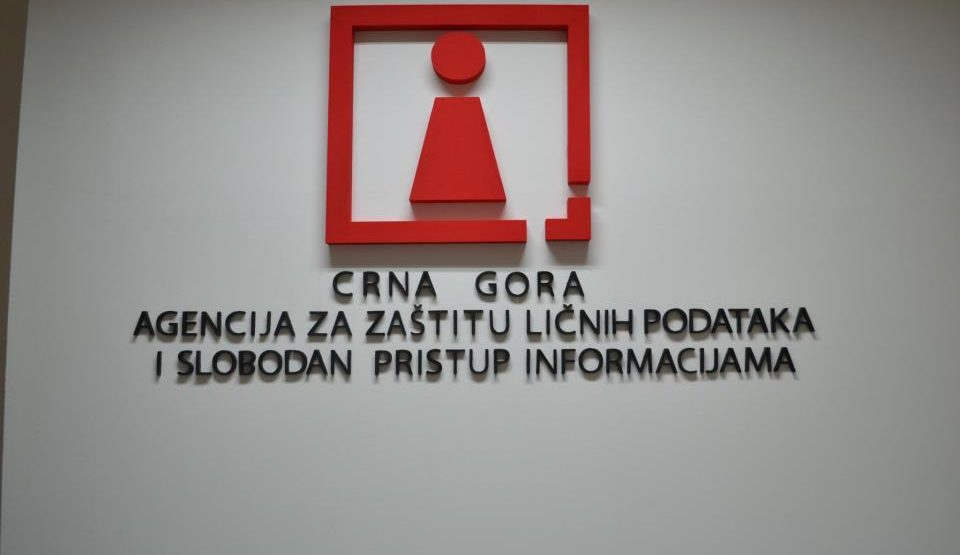 CRNA GORA
AGENCIJA ZA ZAŠTITU LIČNIH PODATAKA
I SLOBODAN PRISTUP INFORMACIJAMA